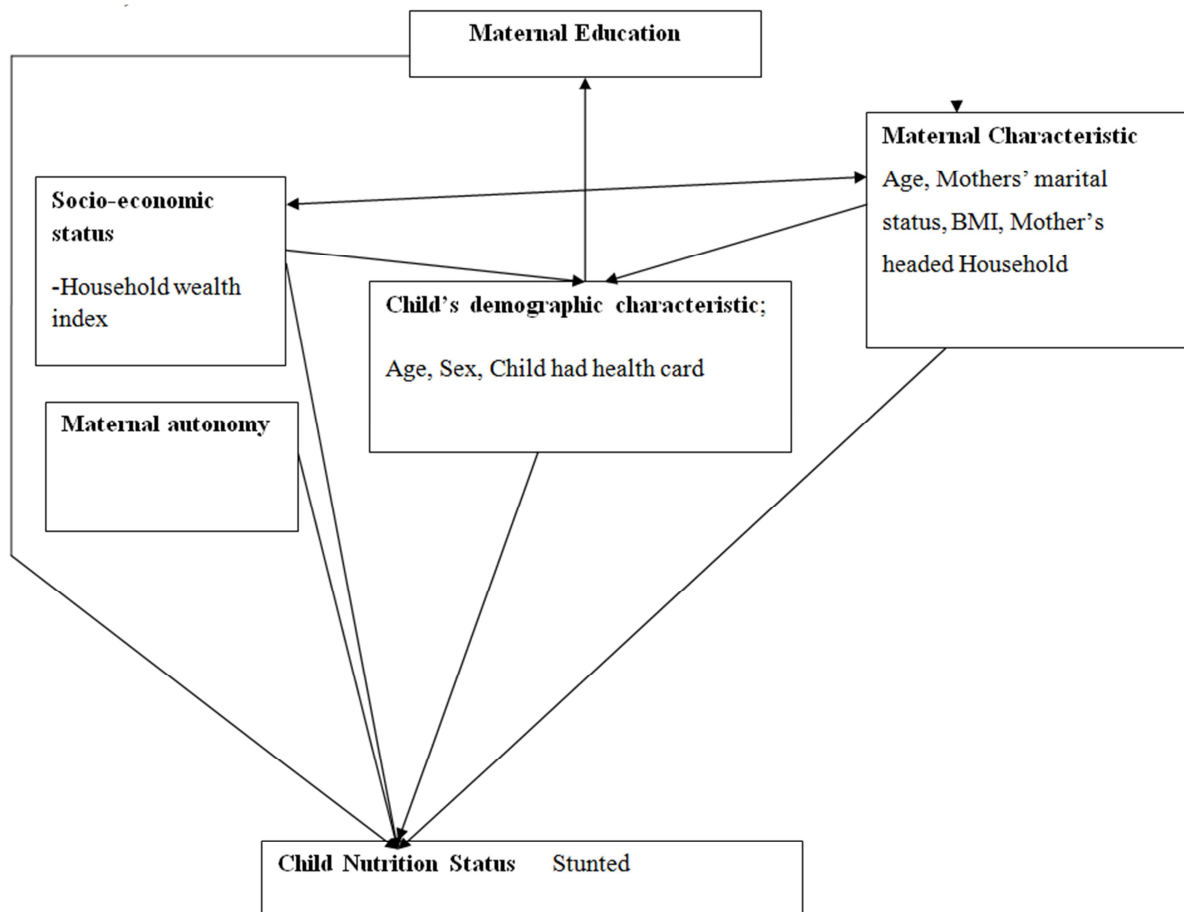 Maternal Education
Maternal Characteristic
Age, Mothers’ marital
status, BMI, Mother’s
headed Household
Socio-economic
status
-Household wealth
index
Child’s demographic characteristic;
Age, Sex, Child had health card
Maternal autonomy
Child Nutrition Status Stunted